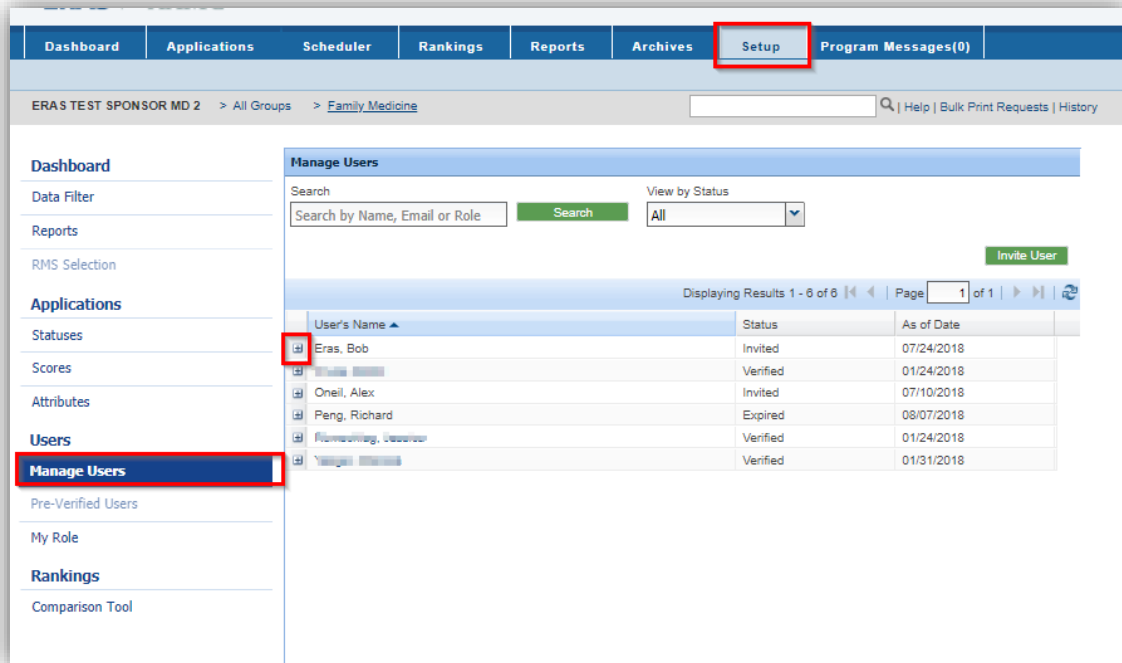 Dashboard Applications Scheduler Rankings Reports Archives Setup Program Messages(0)
ERAS TEST SPONSOR MD 2 > All Groups > Family Medicine | Help | Bulk Print Requests | History
Dashboard
Data Filter
Reports
RMS Selection
Applications
Statuses
Scores
Attributes
Users
Manage Users
Pre-Verified Users
My Role
Rankings
Comparison Tool
Manage Users
Search View by Status
Search by Name, Email or Role Search All
Invite User
Displaying Results 1 - 6 of 6 | Page 1 of 1
User's Name Status As of Date
Eras, Bob Invited 07/24/2018
Verified 01/24/2018
Oneil, Alex Invited 07/10/2018
Peng, Richard Expired 08/07/2018
Verified 01/24/2018
Verified 01/31/2018